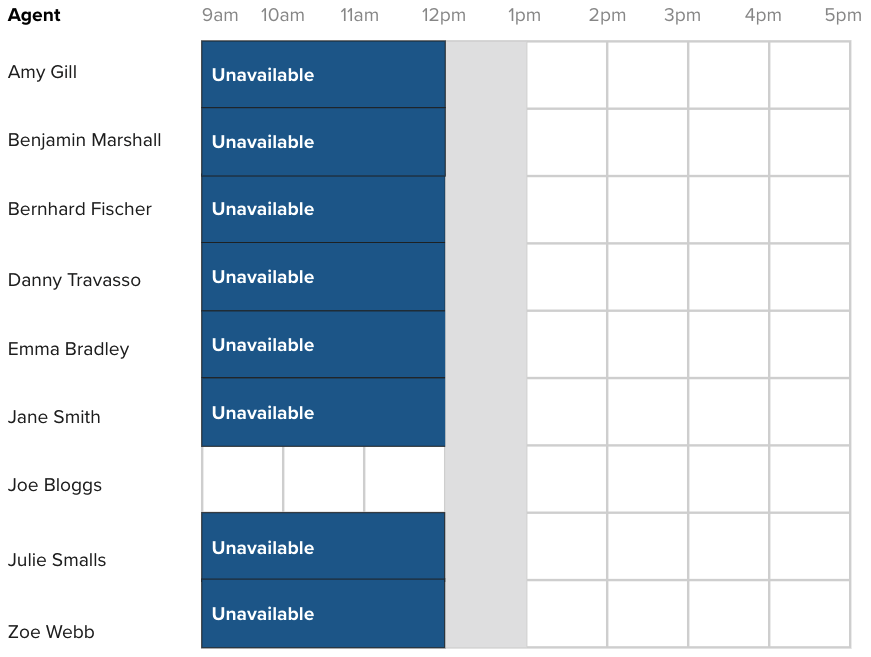 Agent 9am 10am 11am 12pm 1pm 2pm 3pm 4pm 5pm
Amy Gill Unavailable
Benjamin Marshall Unavailable
Bernhard Fischer Unavailable
Danny Travasso Unavailable
Emma Bradley Unavailable
Jane Smith Unavailable
Joe Bloggs
Julie Smalls Unavailable
Zoe Webb Unavailable